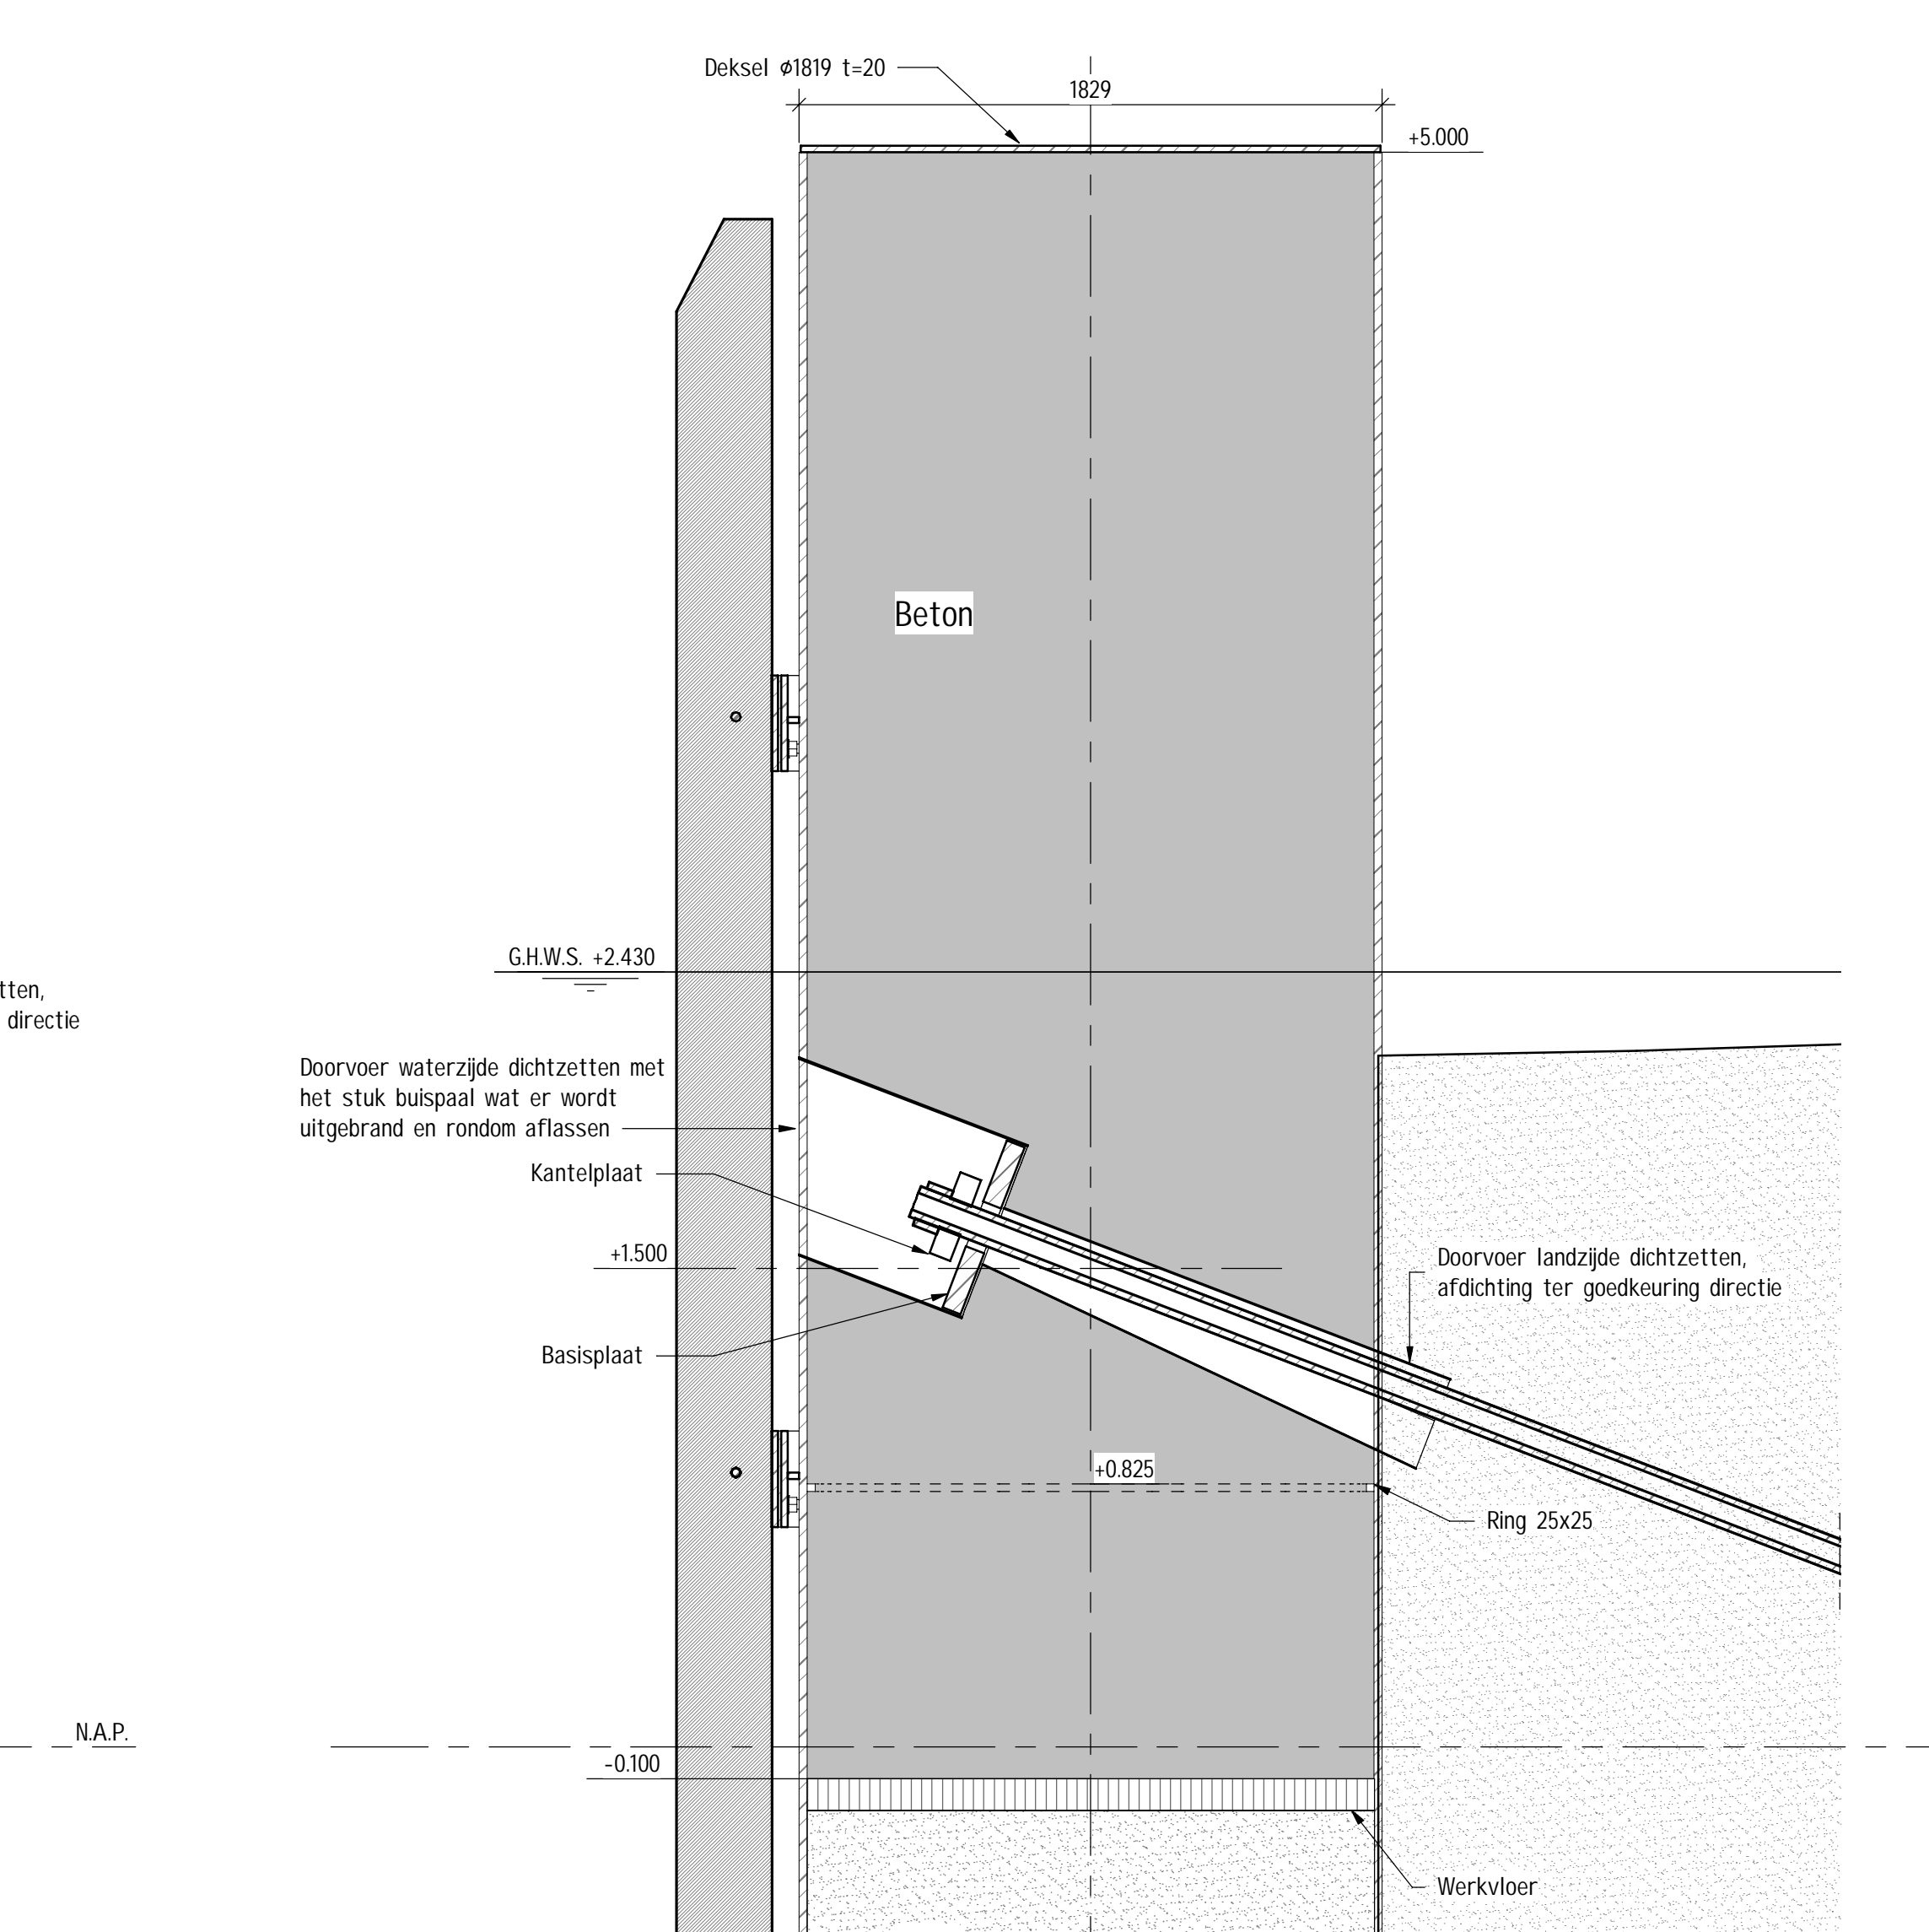 Deksel ⌀1819 t=20
1829
+5.000
Beton
G.H.W.S. +2.430
tten,
directie
Doorvoer waterzijde dichtzetten met
het stuk buispaal wat er wordt
uitgebrand en rondom aflassen
Kantelplaat
+1.500
Doorvoer landzijde dichtzetten,
afdichting ter goedkeuring directie
Basisplaat
+0.825
Ring 25x25
N.A.P.
-0.100
Werkvloer